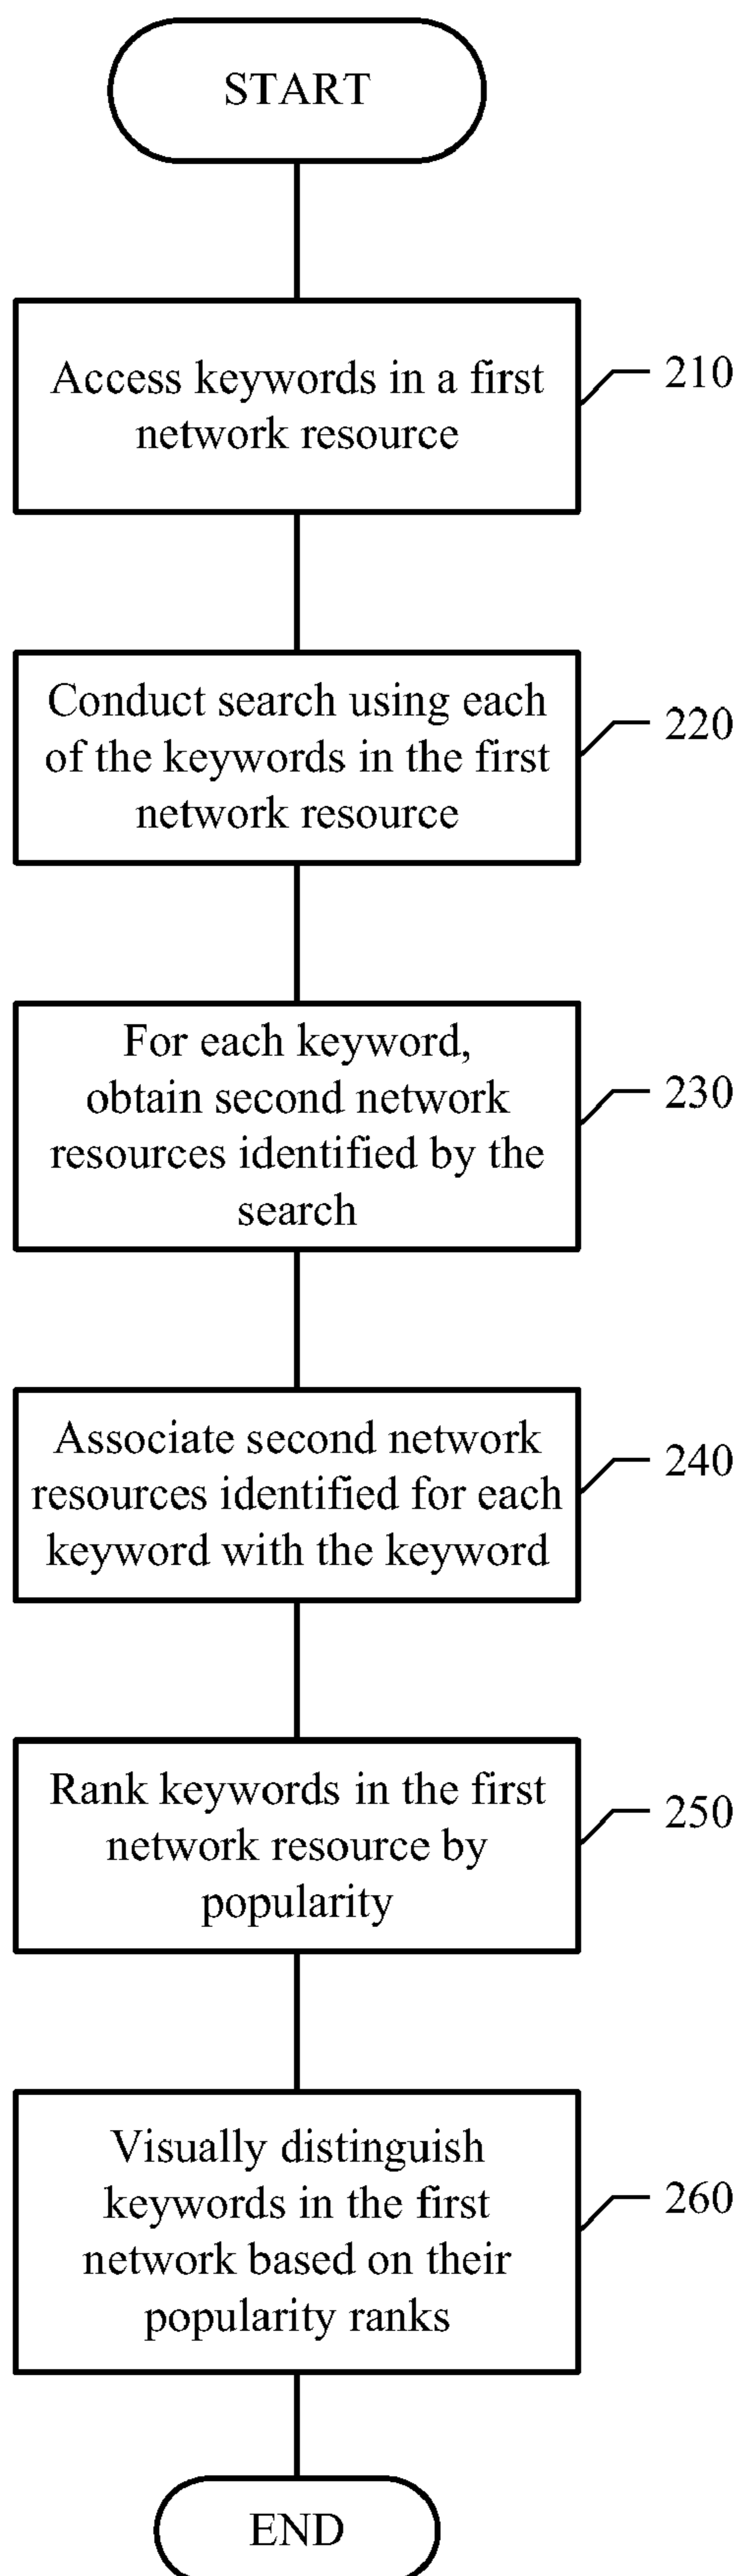 START
Access keywords in a first
network resource
210
Conduct search using each
of the keywords in the first
network resource
220
For each keyword,
obtain second network
resources identified by the
search
230
Associate second network
resources identified for each
keyword with the keyword
240
Rank keywords in the first
network resource by
popularity
250
Visually distinguish
keywords in the first
network based on their
popularity ranks
260
END